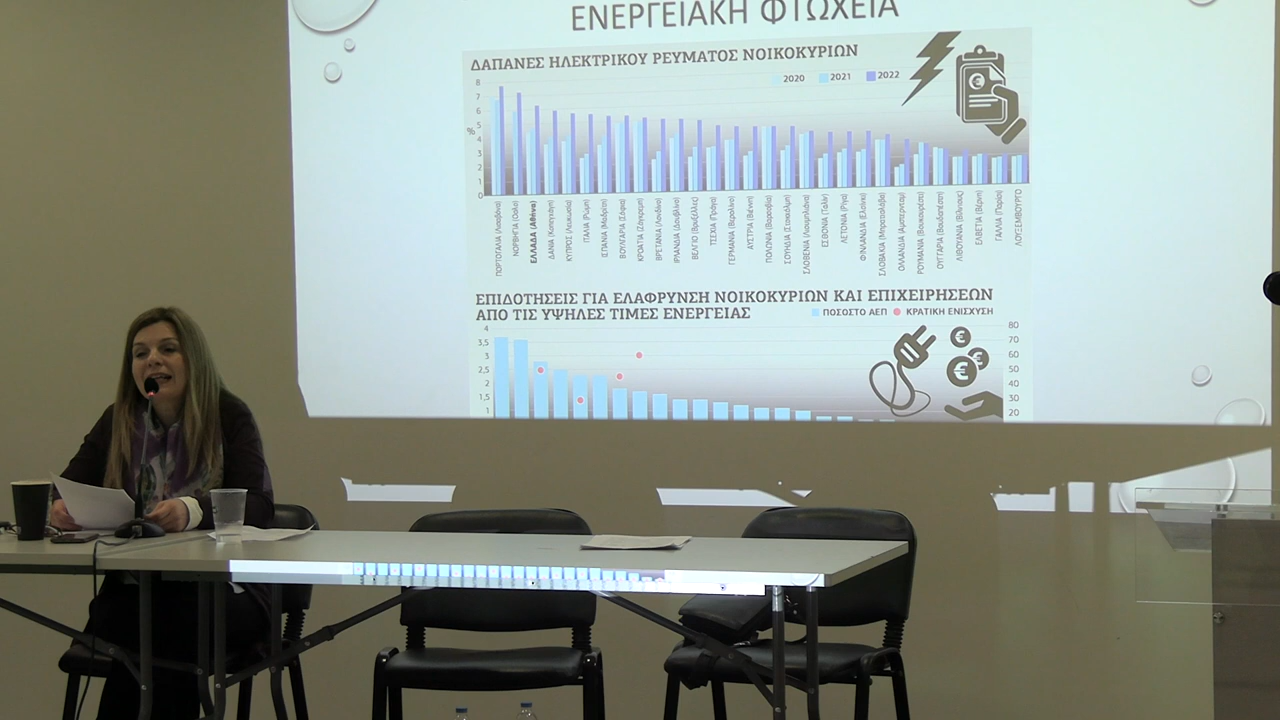 ΕΝΕΡΓΕΙΑΚΗ ΦΤΩΧΕΙΑ
ΔΑΠΑΝΕΣ ΗΛΕΚΤΡΙΚΟΥ ΡΕΥΜΑΤΟΣ ΝΟΙΚΟΚΥΡΙΩΝ
2020 2021 2022
8
7
6
5
%
4
3
2
1
0
ΠΟΡΤΟΓΑΛΙΑ (Λισαβόνα)
ΝΟΡΒΗΓΙΑ (Όσλο)
ΕΛΛΑΔΑ (Αθήνα)
ΔΑΝΙΑ (Κοπεγχάγη)
ΚΥΠΡΟΣ (Λευκωσία)
ΙΤΑΛΙΑ (Ρώμη)
ΙΣΠΑΝΙΑ (Μαδρίτη)
ΒΟΥΛΓΑΡΙΑ (Σόφια)
ΚΡΟΑΤΙΑ (Ζάγκρεμπ)
ΒΡΕΤΑΝΙΑ (Λονδίνο)
ΙΡΛΑΝΔΙΑ (Δουβλίνο)
ΒΕΛΓΙΟ (Βρυξέλλες)
ΤΣΕΧΙΑ (Πράγα)
ΓΕΡΜΑΝΙΑ (Βερολίνο)
ΑΥΣΤΡΙΑ (Βιέννη)
ΠΟΛΩΝΙΑ (Βαρσοβία)
ΣΟΥΗΔΙΑ (Στοκχόλμη)
ΣΛΟΒΕΝΙΑ (Λιουμπλιάνα)
ΕΣΘΟΝΙΑ (Ταλίν)
ΛΕΤΟΝΙΑ (Ρίγα)
ΦΙΝΛΑΝΔΙΑ (Ελσίνκι)
ΣΛΟΒΑΚΙΑ (Μπρατισλάβα)
ΟΛΛΑΝΔΙΑ (Άμστερνταμ)
ΡΟΥΜΑΝΙΑ (Βουκουρέστι)
ΟΥΓΓΑΡΙΑ (Βουδαπέστη)
ΛΙΘΟΥΑΝΙΑ (Βίλνιους)
ΕΛΒΕΤΙΑ (Βέρνη)
ΓΑΛΛΙΑ (Παρίσι)
ΛΟΥΞΕΜΒΟΥΡΓΟ
ΕΠΙΔΟΤΗΣΕΙΣ ΓΙΑ ΕΛΑΦΡΥΝΣΗ ΝΟΙΚΟΚΥΡΙΩΝ ΚΑΙ ΕΠΙΧΕΙΡΗΣΕΩΝ
ΑΠΟ ΤΙΣ ΥΨΗΛΕΣ ΤΙΜΕΣ ΕΝΕΡΓΕΙΑΣ
ΠΟΣΟΣΤΟ ΑΕΠ ΚΡΑΤΙΚΗ ΕΝΙΣΧΥΣΗ
4 80
3,5 70
3 60
2,5 50
2 40
1,5 30
1 20